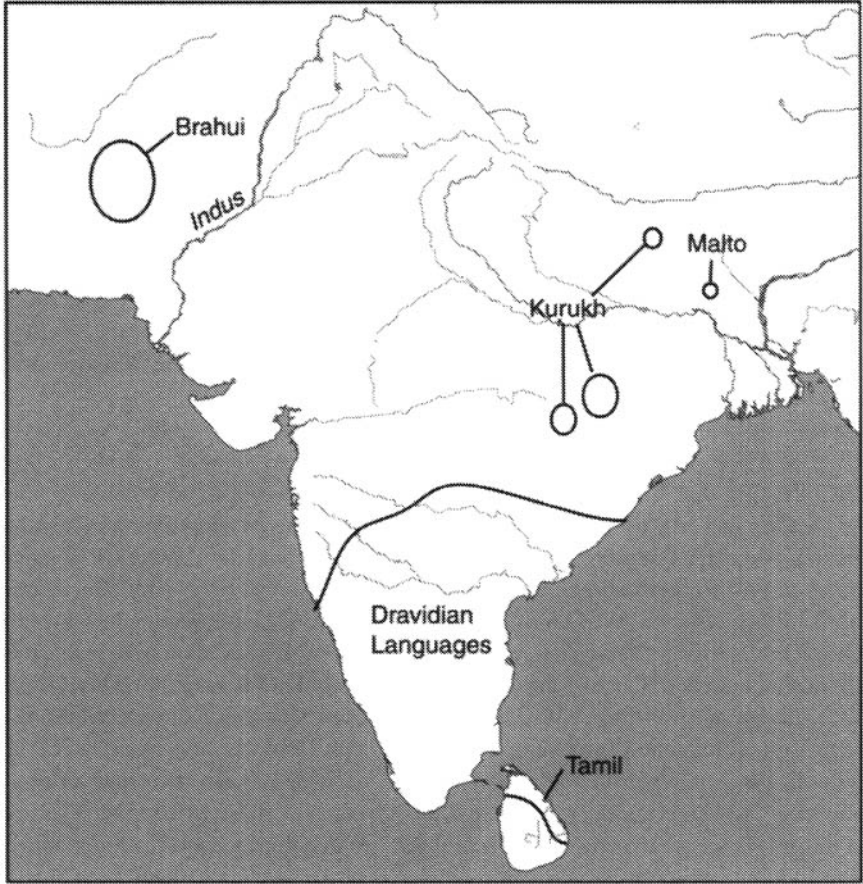 Brahui
Indus
Malto
Kurukh
Dravidian
Languages
Tamil